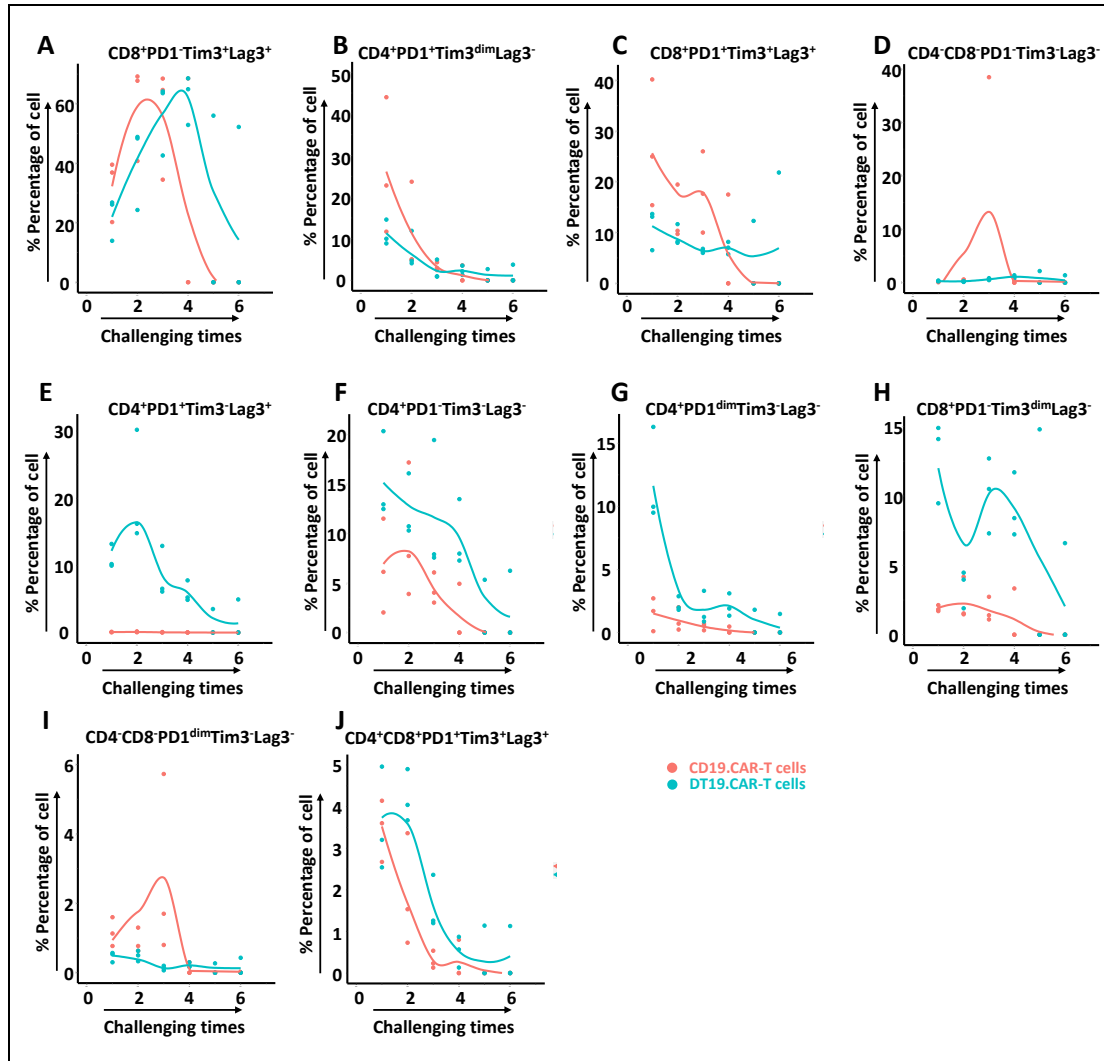 A
CD8⁺PD1⁻Tim3⁺Lag3⁺
% Percentage of cell
60
40
20
0
0 2 4 6
Challenging times
B
CD4⁺PD1⁺Tim3ᵈⁱᵐLag3⁻
% Percentage of cell
50
40
30
20
10
0
0 2 4 6
Challenging times
C
CD8⁺PD1⁺Tim3⁺Lag3⁺
% Percentage of cell
40
30
20
10
0
0 2 4 6
Challenging times
D
CD4⁻CD8⁻PD1⁻Tim3⁻Lag3⁻
% Percentage of cell
40
30
20
10
0
0 2 4 6
Challenging times
E
CD4⁺PD1⁺Tim3⁻Lag3⁺
% Percentage of cell
30
20
10
0
0 2 4 6
Challenging times
F
CD4⁺PD1⁻Tim3⁻Lag3⁻
% Percentage of cell
20
15
10
5
0
0 2 4 6
Challenging times
G
CD4⁺PD1ᵈⁱᵐTim3⁻Lag3⁻
% Percentage of cell
15
10
5
0
0 2 4 6
Challenging times
H
CD8⁺PD1⁻Tim3ᵈⁱᵐLag3⁻
% Percentage of cell
15
10
5
0
0 2 4 6
Challenging times
I
CD4⁻CD8⁻PD1ᵈⁱᵐTim3⁻Lag3⁻
% Percentage of cell
6
4
2
0
0 2 4 6
Challenging times
J
CD4⁺CD8⁺PD1⁺Tim3⁺Lag3⁺
% Percentage of cell
5
4
3
2
1
0
0 2 4 6
Challenging times
CD19.CAR-T cells
DT19.CAR-T cells